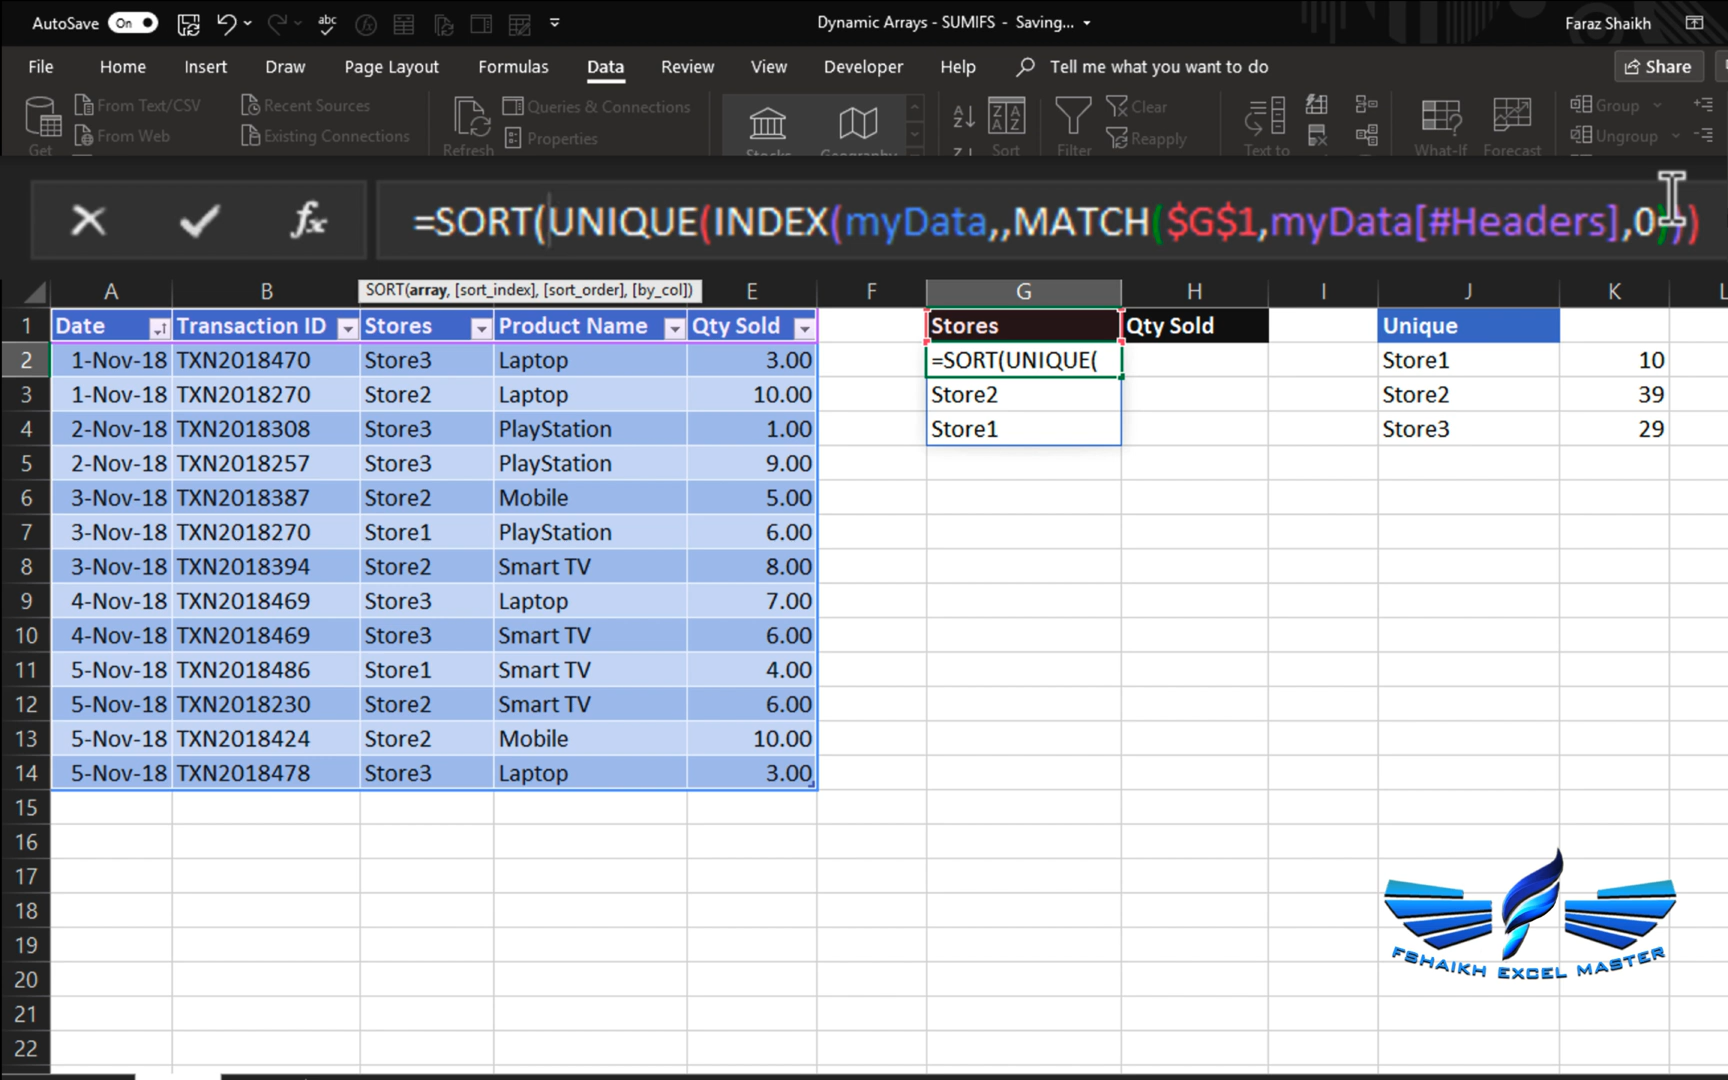 AutoSave On abc Dynamic Arrays - SUMIFS - Saving... Faraz Shaikh
File Home Insert Draw Page Layout Formulas Data Review View Developer Help Tell me what you want to do Share
From Text/CSV Recent Sources Queries & Connections Clear Group
From Web Existing Connections Properties Reapply Ungroup
Get Refresh Stocks Geography Sort Filter Text to What-If Forecast
fx =SORT(UNIQUE(INDEX(myData,,MATCH($G$1,myData[#Headers],0)))
SORT(array, [sort_index], [sort_order], [by_col])
A B E F G H I J K L
1 Date Transaction ID Stores Product Name Qty Sold Stores Qty Sold Unique
2 1-Nov-18 TXN2018470 Store3 Laptop 3.00 =SORT(UNIQUE( Store1 10
3 1-Nov-18 TXN2018270 Store2 Laptop 10.00 Store2 Store2 39
4 2-Nov-18 TXN2018308 Store3 PlayStation 1.00 Store1 Store3 29
5 2-Nov-18 TXN2018257 Store3 PlayStation 9.00
6 3-Nov-18 TXN2018387 Store2 Mobile 5.00
7 3-Nov-18 TXN2018270 Store1 PlayStation 6.00
8 3-Nov-18 TXN2018394 Store2 Smart TV 8.00
9 4-Nov-18 TXN2018469 Store3 Laptop 7.00
10 4-Nov-18 TXN2018469 Store3 Smart TV 6.00
11 5-Nov-18 TXN2018486 Store1 Smart TV 4.00
12 5-Nov-18 TXN2018230 Store2 Smart TV 6.00
13 5-Nov-18 TXN2018424 Store2 Mobile 10.00
14 5-Nov-18 TXN2018478 Store3 Laptop 3.00
15
16
17
18
19
20
21
22
FSHAIKH EXCEL MASTER